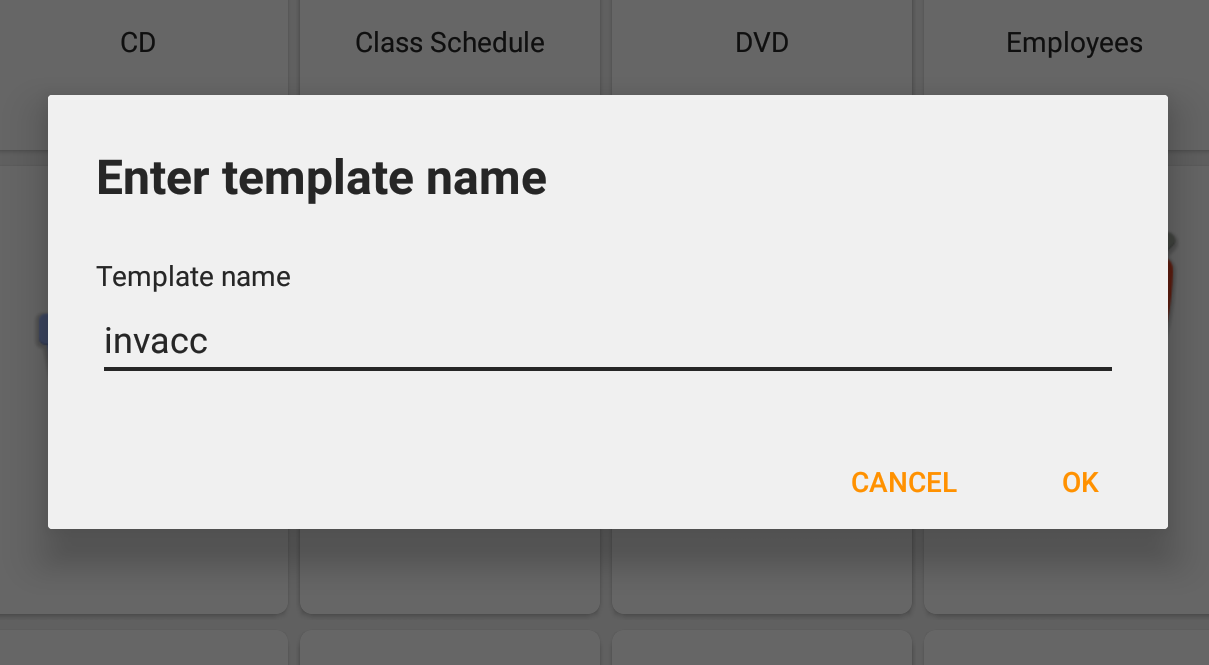 CD Class Schedule DVD Employees
Enter template name
Template name
invacc
CANCEL OK